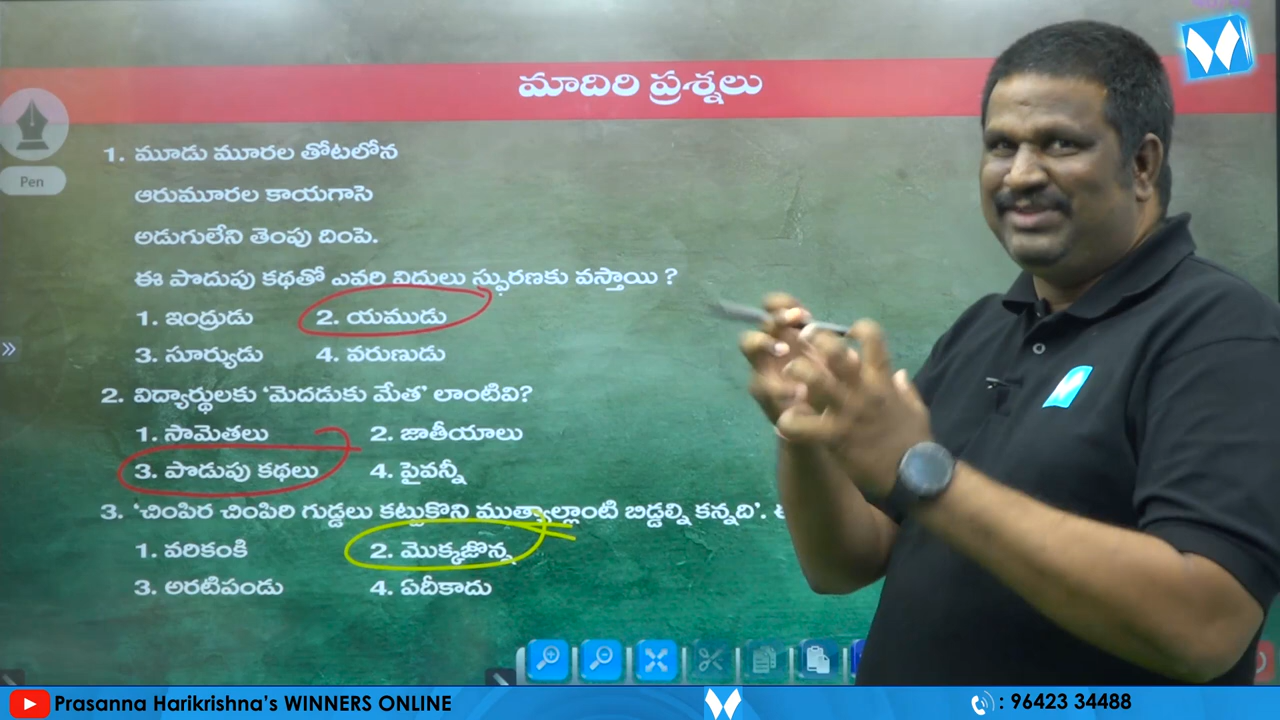 మాదిరి ప్రశ్నలు
Pen
1. మూడు మూరల తోటలోన
ఆరుమూరల కాయగాసె
అడుగులేని తెంపు దింపె.
ఈ పొదుపు కథతో ఎవరి విదులు స్ఫురణకు వస్తాయి ?
1. ఇంద్రుడు 2. యముడు
3. సూర్యుడు 4. వరుణుడు
2. విద్యార్థులకు ‘మెదడుకు మేత’ లాంటివి?
1. సామెతలు 2. జాతీయాలు
3. పొడుపు కథలు 4. పైవన్నీ
3. ‘చింపిర చింపిరి గుడ్డలు కట్టుకొని ముత్యాల్లాంటి బిడ్డల్ని కన్నది’.
1. వరికంకి 2. మొక్కజొన్న
3. అరటిపండు 4. ఏదీకాదు
Prasanna Harikrishna's WINNERS ONLINE : 96423 34488